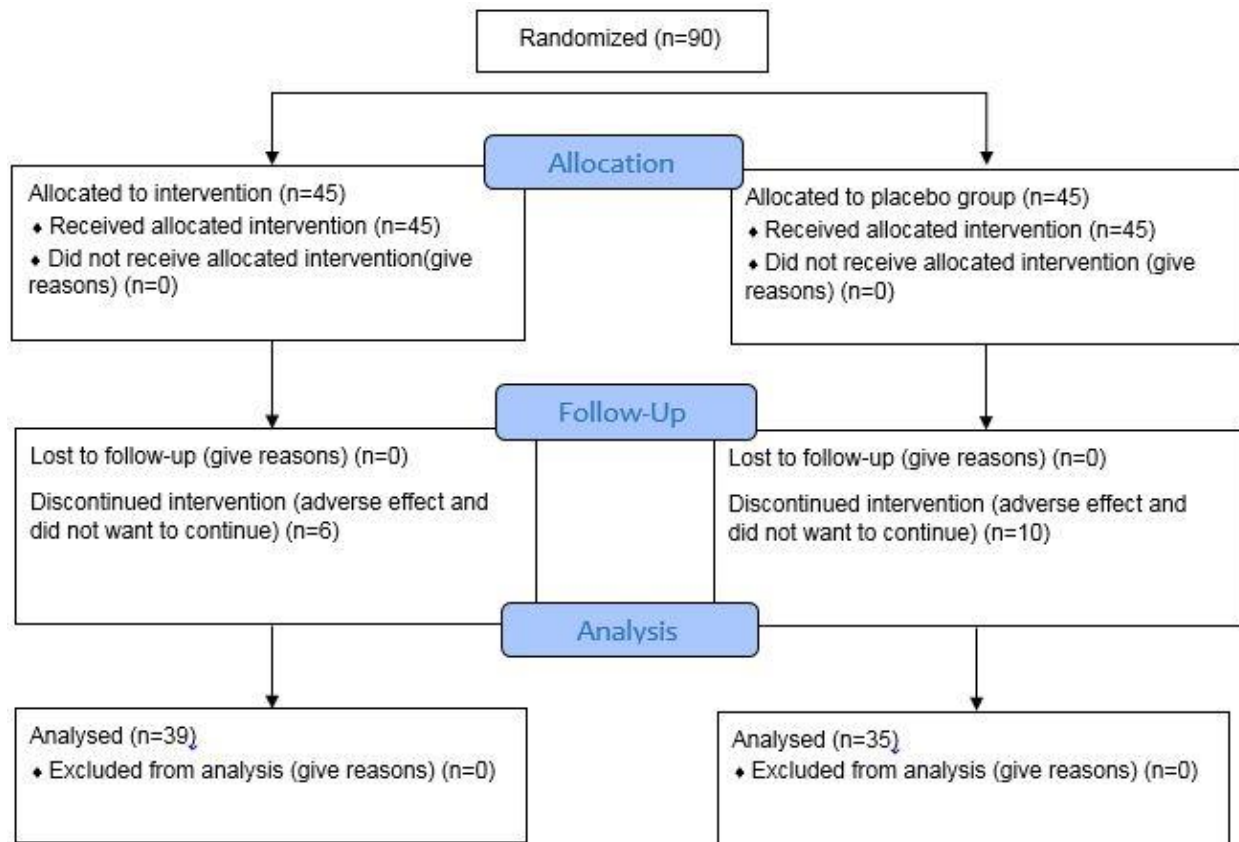 Randomized (n=90)
Allocation
Allocated to intervention (n=45)
♦ Received allocated intervention (n=45)
♦ Did not receive allocated intervention(give
reasons) (n=0)
Allocated to placebo group (n=45)
♦ Received allocated intervention (n=45)
♦ Did not receive allocated intervention (give
reasons) (n=0)
Follow-Up
Lost to follow-up (give reasons) (n=0)
Discontinued intervention (adverse effect and
did not want to continue) (n=6)
Lost to follow-up (give reasons) (n=0)
Discontinued intervention (adverse effect and
did not want to continue) (n=10)
Analysis
Analysed (n=39)
♦ Excluded from analysis (give reasons) (n=0)
Analysed (n=35)
♦ Excluded from analysis (give reasons) (n=0)